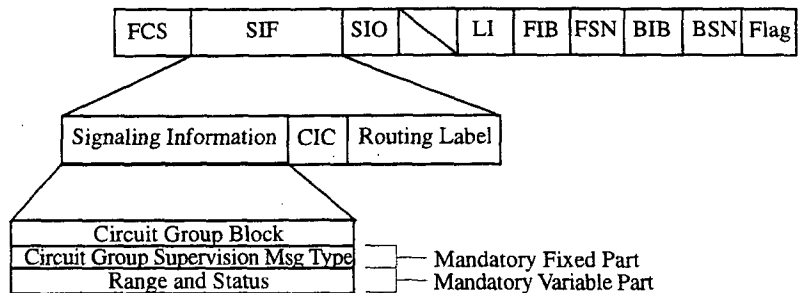 FCS SIF SIO LI FIB FSN BIB BSN Flag
Signaling Information CIC Routing Label
Circuit Group Block
Circuit Group Supervision Msg Type
Mandatory Fixed Part
Range and Status
Mandatory Variable Part